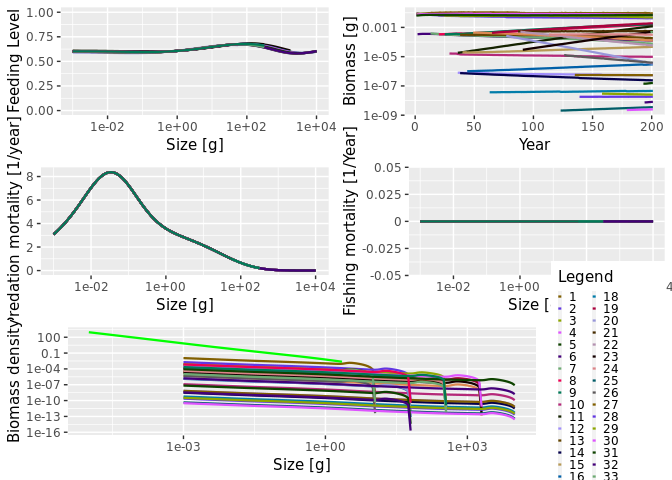 Feeding Level
1.00
0.75
0.50
0.25
0.00
1e-02 1e+00 1e+02 1e+04
Size [g]
Biomass [g]
0.001
1e-05
1e-07
1e-09
0 50 100 150 200
Year
redation mortality [1/year]
8
6
4
2
0
1e-02 1e+00 1e+02 1e+04
Size [g]
Fishing mortality [1/Year]
0.05
0.025
0
-0.025
-0.05
1e-02 1e+00 4
Size [
Biomass density
100
0.1
1e-04
1e-07
1e-10
1e-13
1e-16
1e-03 1e+00 1e+03
Size [g]
Legend
1 18
2 19
3 20
4 21
5 22
6 23
7 24
8 25
9 26
10 27
11 28
12 29
13 30
14 31
15 32
16 33